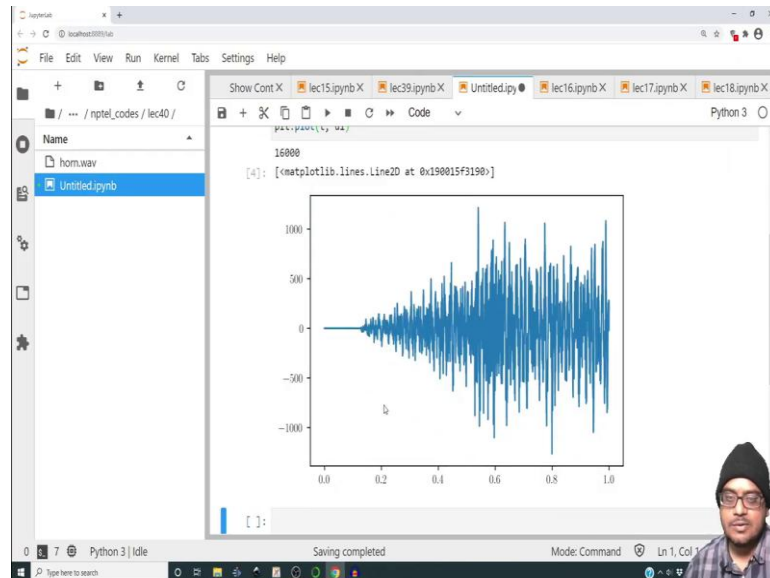 JupyterLab
localhost:8889/lab
File Edit View Run Kernel Tabs Settings Help
Show Cont lec15.ipynb lec39.ipynb Untitled.ipy lec16.ipynb lec17.ipynb lec18.ipynb
/ ... / nptel_codes / lec40 /
Code
Python 3
Name
horn.wav
Untitled.ipynb
16000
[4]: [<matplotlib.lines.Line2D at 0x190015f3190>]
1000
500
0
−500
−1000
0.0 0.2 0.4 0.6 0.8 1.0
[ ]:
0 7 Python 3 | Idle Saving completed Mode: Command Ln 1, Col
Type here to search